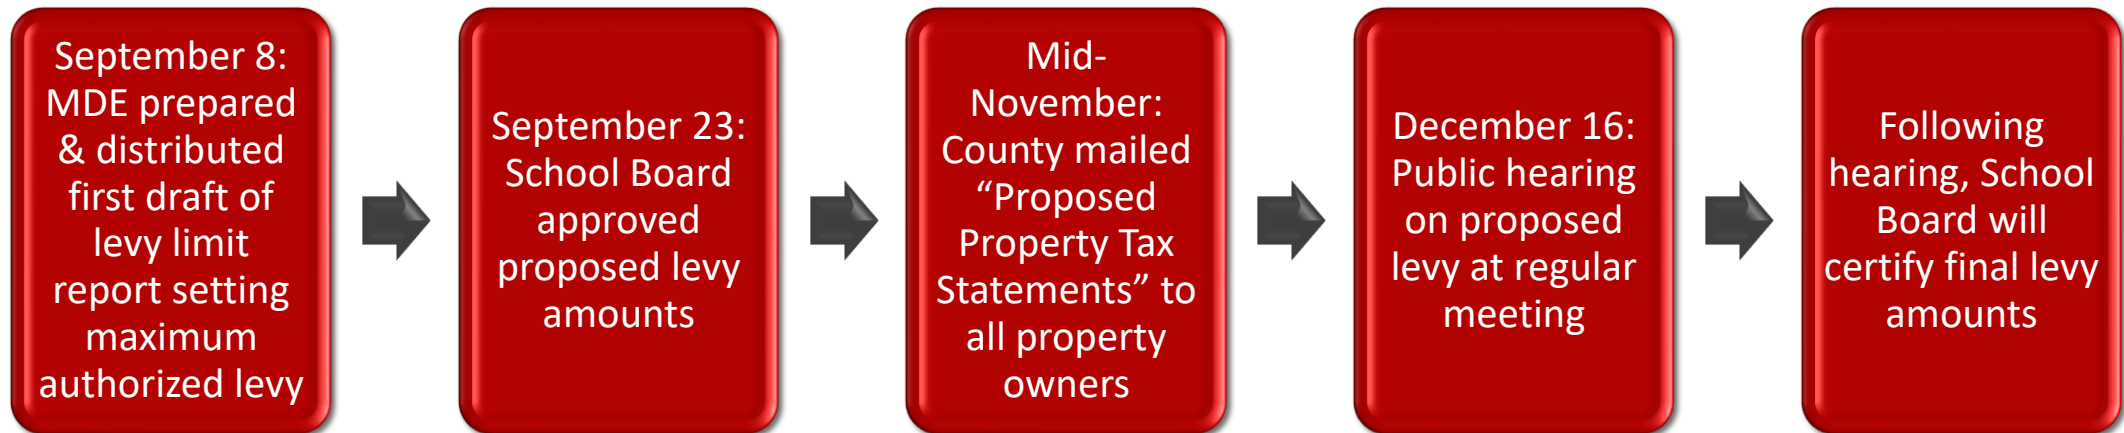 September 8:
MDE prepared
& distributed
first draft of
levy limit
report setting
maximum
authorized levy
September 23:
School Board
approved
proposed levy
amounts
Mid-
November:
County mailed
“Proposed
Property Tax
Statements” to
all property
owners
December 16:
Public hearing
on proposed
levy at regular
meeting
Following
hearing, School
Board will
certify final levy
amounts